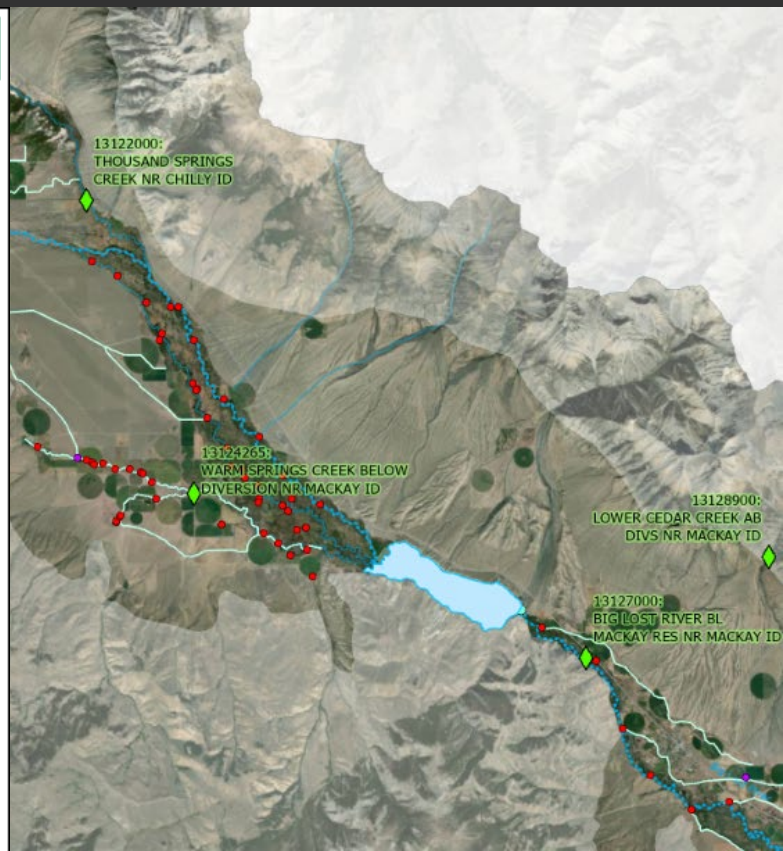 13122000:
THOUSAND SPRINGS
CREEK NR CHILLY ID
13124265:
WARM SPRINGS CREEK BELOW
DIVERSION NR MACKAY ID
13128900:
LOWER CEDAR CREEK AB
DIVS NR MACKAY ID
13127000:
BIG LOST RIVER BL
MACKAY RES NR MACKAY ID